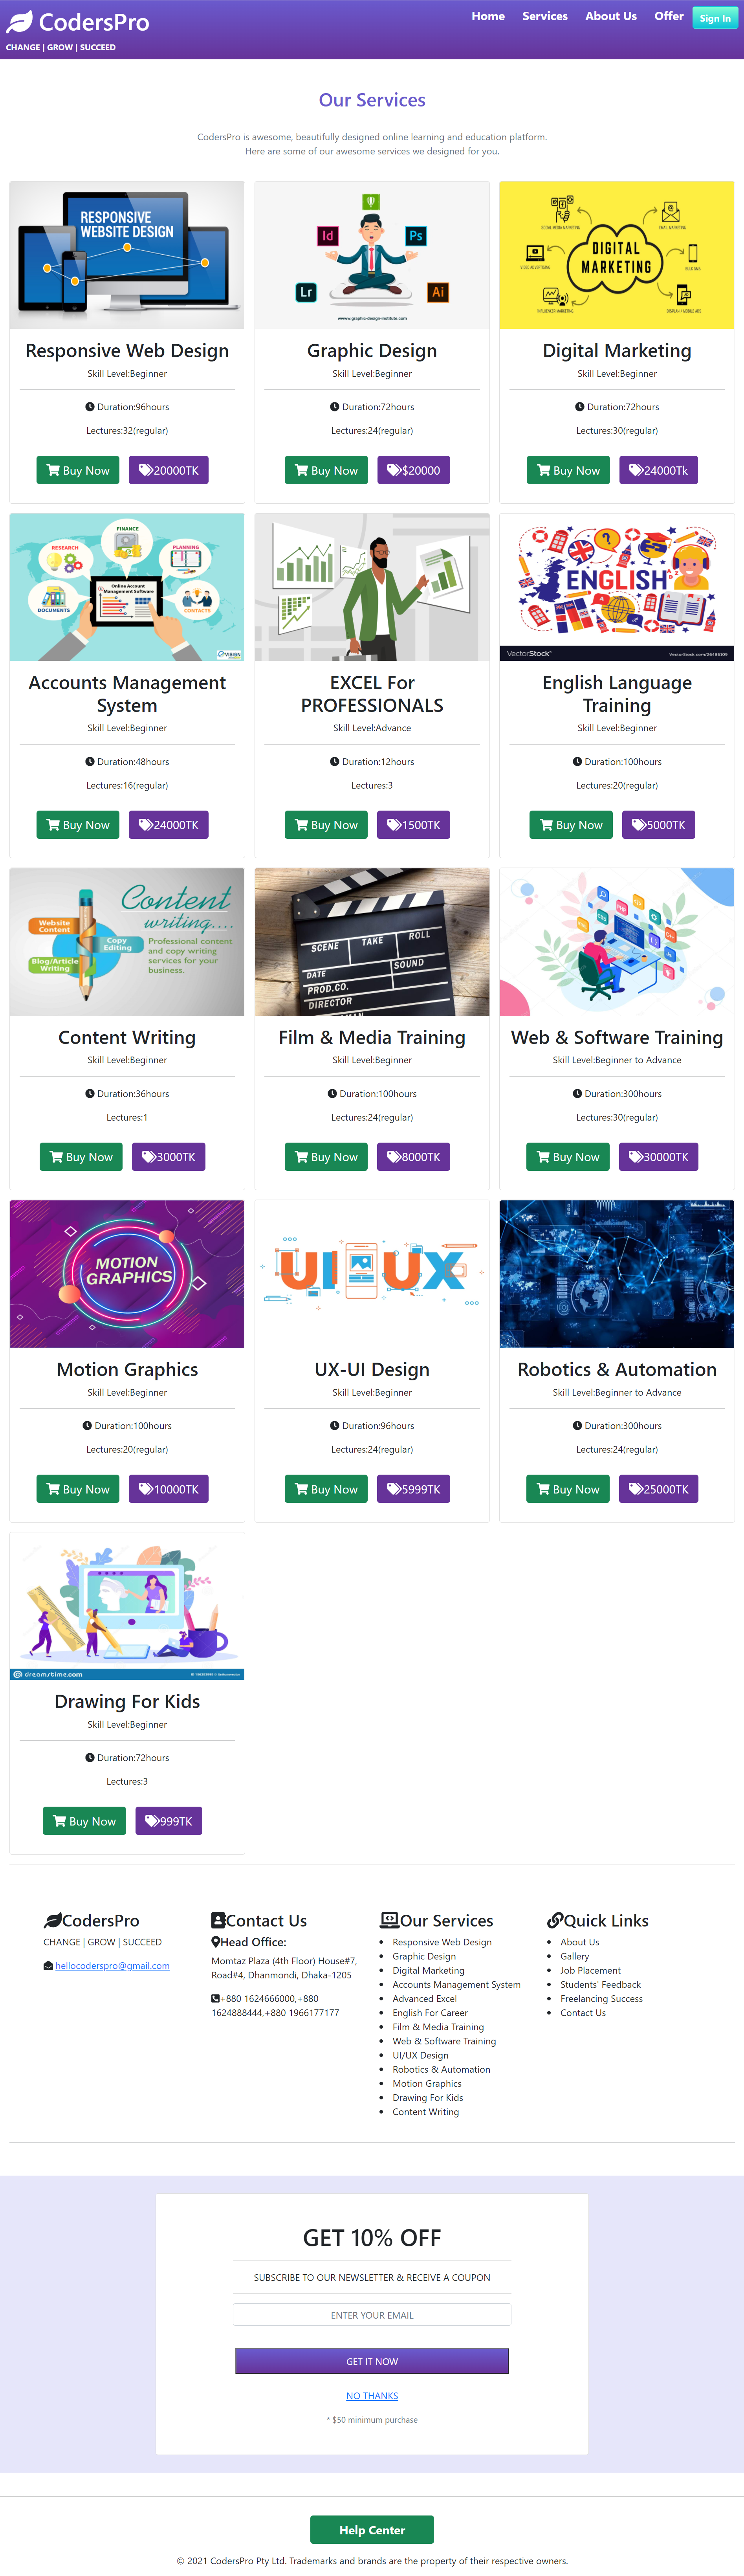 CodersPro
CHANGE | GROW | SUCCEED
Home Services About Us Offer Sign In
Our Services
CodersPro is awesome, beautifully designed online learning and education platform.
Here are some of our awesome services we designed for you.
RESPONSIVE
WEBSITE DESIGN
Responsive Web Design
Skill Level:Beginner
Duration:96hours
Lectures:32(regular)
Buy Now 20000TK
Id Ps
Lr Ai
www.graphic-design-institute.com
Graphic Design
Skill Level:Beginner
Duration:72hours
Lectures:24(regular)
Buy Now $20000
SOCIAL MEDIA MARKETING EMAIL MARKETING
DIGITAL
MARKETING
VIDEO ADVERTISING BULK SMS
INFLUENCER MARKETING DISPLAY / MOBILE ADS
Digital Marketing
Skill Level:Beginner
Duration:72hours
Lectures:30(regular)
Buy Now 24000Tk
FINANCE
RESEARCH PLANNING
Online Account
Management Software
DOCUMENTS CONTACTS
Accounts Management
System
Skill Level:Beginner
Duration:48hours
Lectures:16(regular)
Buy Now 24000TK
EXCEL For
PROFESSIONALS
Skill Level:Advance
Duration:12hours
Lectures:3
Buy Now 1500TK
ENGLISH
VectorStock®
English Language
Training
Skill Level:Beginner
Duration:100hours
Lectures:20(regular)
Buy Now 5000TK
Content
writing....
Website
Content
Copy
Editing
Blog/Article
Writing
Professional content
and copy writing
services for your
business.
Content Writing
Skill Level:Beginner
Duration:36hours
Lectures:1
Buy Now 3000TK
SCENE TAKE ROLL
DATE SOUND
PROD.CO.
DIRECTOR
Film & Media Training
Skill Level:Beginner
Duration:100hours
Lectures:24(regular)
Buy Now 8000TK
Web & Software Training
Skill Level:Beginner to Advance
Duration:300hours
Lectures:30(regular)
Buy Now 30000TK
MOTION
GRAPHICS
Motion Graphics
Skill Level:Beginner
Duration:100hours
Lectures:20(regular)
Buy Now 10000TK
UI UX
UX-UI Design
Skill Level:Beginner
Duration:96hours
Lectures:24(regular)
Buy Now 5999TK
Robotics & Automation
Skill Level:Beginner to Advance
Duration:300hours
Lectures:24(regular)
Buy Now 25000TK
dreamstime.com
Drawing For Kids
Skill Level:Beginner
Duration:72hours
Lectures:3
Buy Now 999TK
CodersPro
CHANGE | GROW | SUCCEED
hellocoderspro@gmail.com
Contact Us
Head Office:
Momtaz Plaza (4th Floor) House#7,
Road#4, Dhanmondi, Dhaka-1205
+880 1624666000,+880
1624888444,+880 1966177177
Our Services
Responsive Web Design
Graphic Design
Digital Marketing
Accounts Management System
Advanced Excel
English For Career
Film & Media Training
Web & Software Training
UI/UX Design
Robotics & Automation
Motion Graphics
Drawing For Kids
Content Writing
Quick Links
About Us
Gallery
Job Placement
Students' Feedback
Freelancing Success
Contact Us
GET 10% OFF
SUBSCRIBE TO OUR NEWSLETTER & RECEIVE A COUPON
ENTER YOUR EMAIL
GET IT NOW
NO THANKS
* $50 minimum purchase
Help Center
© 2021 CodersPro Pty Ltd. Trademarks and brands are the property of their respective owners.